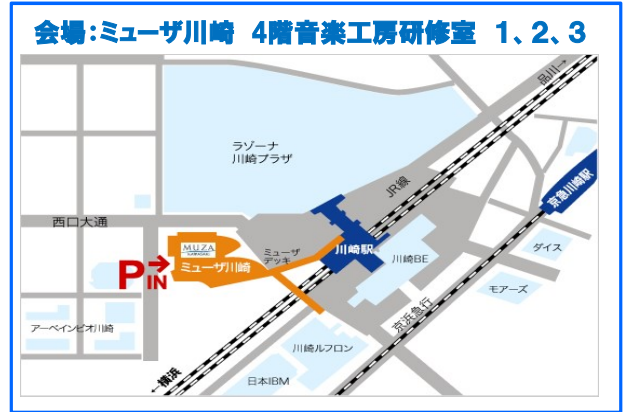 会場：ミューザ川崎 4階音楽工房研修室 1、2、3
品川→
ラゾーナ
川崎プラザ
JR線
京急川崎駅
西口大通
MUZA
KAWASAKI
ミューザ川崎
ミューザ
デッキ
川崎駅
川崎BE
ダイス
P→
IN
モアーズ
京浜急行
アーベインビオ川崎
川崎ルフロン
←横浜
日本IBM